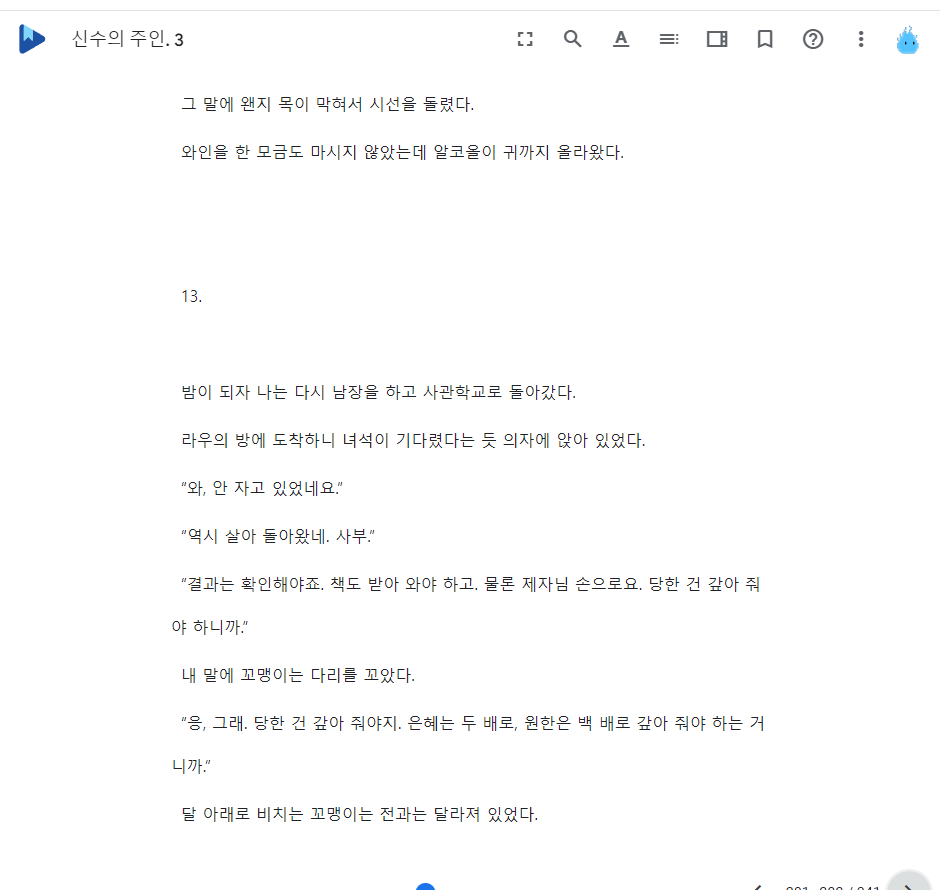 신수의 주인. 3
그 말에 왠지 목이 막혀서 시선을 돌렸다.
와인을 한 모금도 마시지 않았는데 알코올이 귀까지 올라왔다.
13.
밤이 되자 나는 다시 남장을 하고 사관학교로 돌아갔다.
라우의 방에 도착하니 녀석이 기다렸다는 듯 의자에 앉아 있었다.
“와, 안 자고 있었네요.”
“역시 살아 돌아왔네. 사부.”
“결과는 확인해야죠. 책도 받아 와야 하고. 물론 제자님 손으로요. 당한 건 갚아 줘
야 하니까.”
내 말에 꼬맹이는 다리를 꼬았다.
“응, 그래. 당한 건 갚아 줘야지. 은혜는 두 배로, 원한은 백 배로 갚아 줘야 하는 거
니까.”
달 아래로 비치는 꼬맹이는 전과는 달라져 있었다.